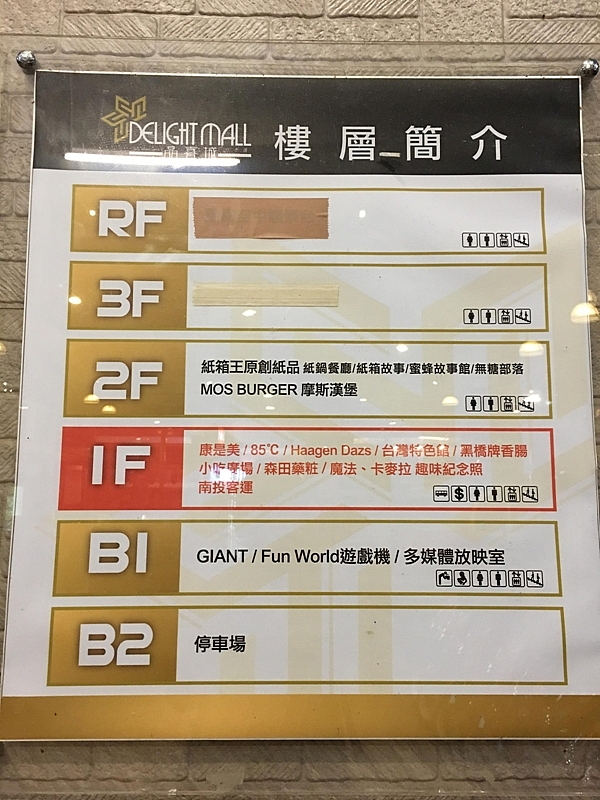 DELIGHT MALL
樓層簡介
RF
3F
2F
紙箱王原創紙品 紙鍋餐廳/紙箱故事/蜜蜂故事館/無糖部落
MOS BURGER 摩斯漢堡
1F
康是美 / 85℃ / Haagen Dazs / 台灣特色館 / 黑橋牌香腸
小吃廣場 / 森田藥粧 / 魔法、卡麥拉 趣味紀念照
南投客運
B1
GIANT / Fun World遊戲機 / 多媒體放映室
B2
停車場